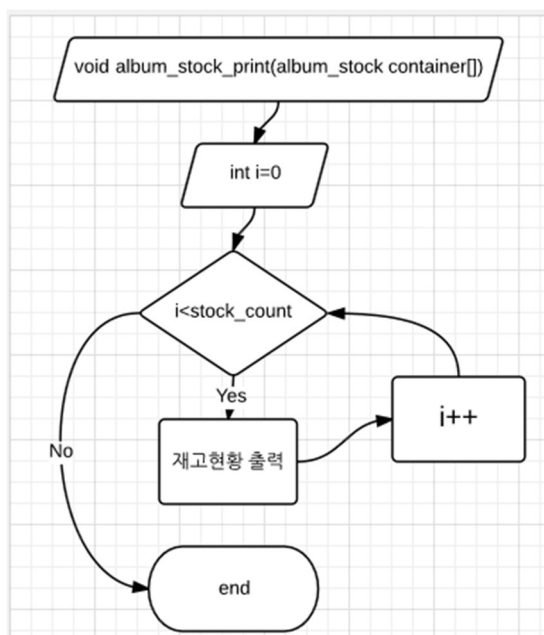 void album_stock_print(album_stock container[])
int i=0
i<stock_count
Yes
i++
No
재고현황 출력
end